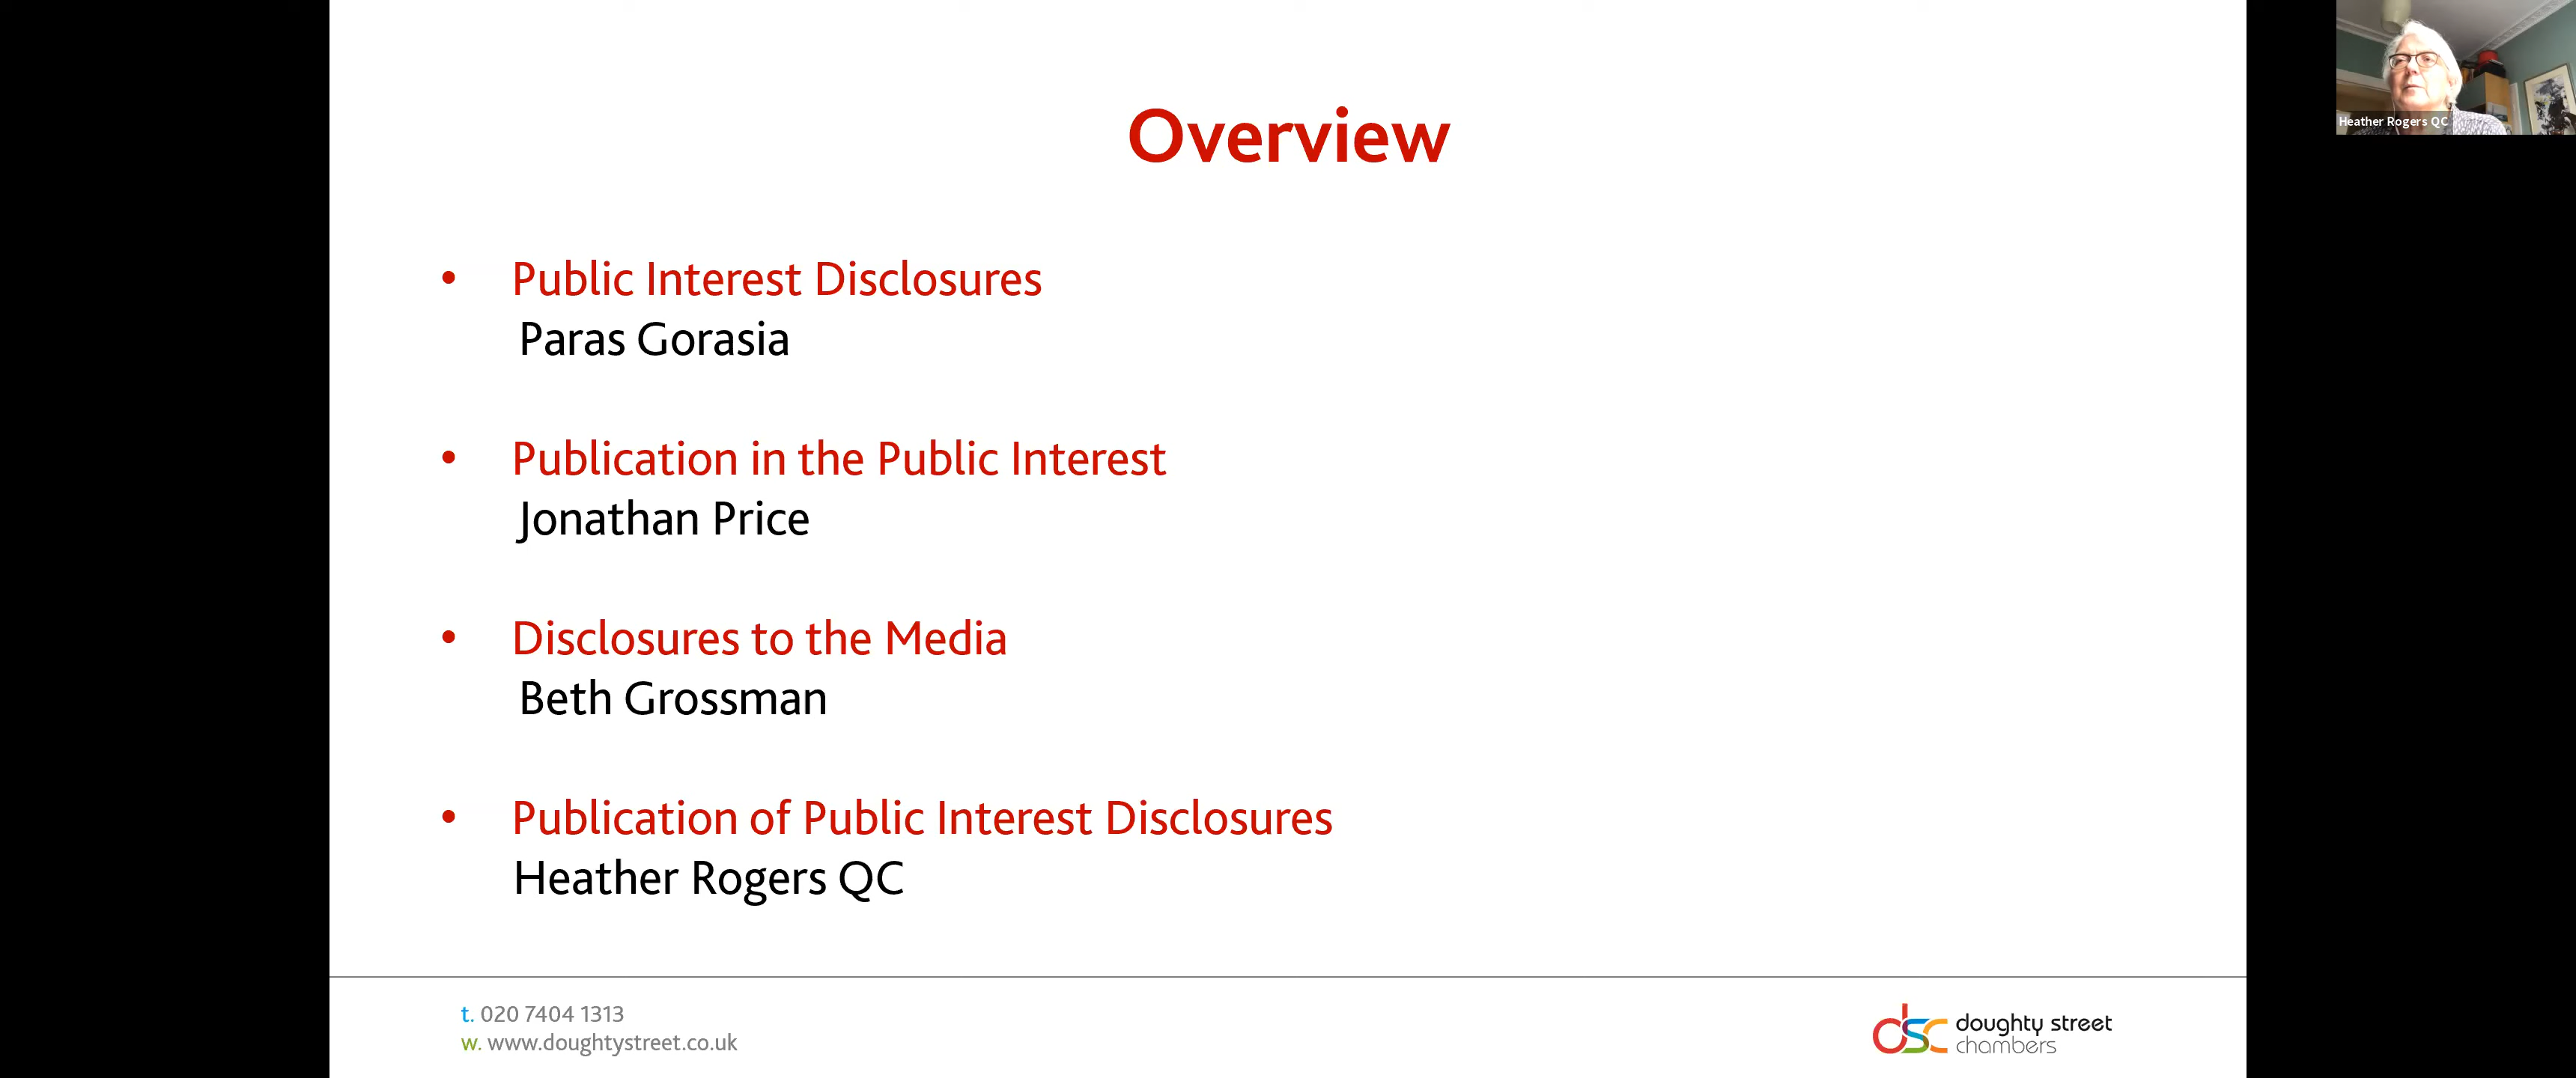 Overview
Heather Rogers QC
• Public Interest Disclosures
Paras Gorasia
• Publication in the Public Interest
Jonathan Price
• Disclosures to the Media
Beth Grossman
• Publication of Public Interest Disclosures
Heather Rogers QC
t. 020 7404 1313
w. www.doughtystreet.co.uk
dsc
doughty street
chambers